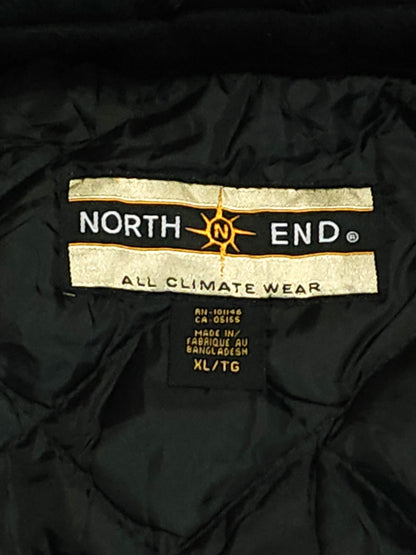 NORTH N END ®
ALL CLIMATE WEAR
RN-101146
CA-05155
MADE IN/
FABRIQUE AU
BANGLADESH
XL/TG